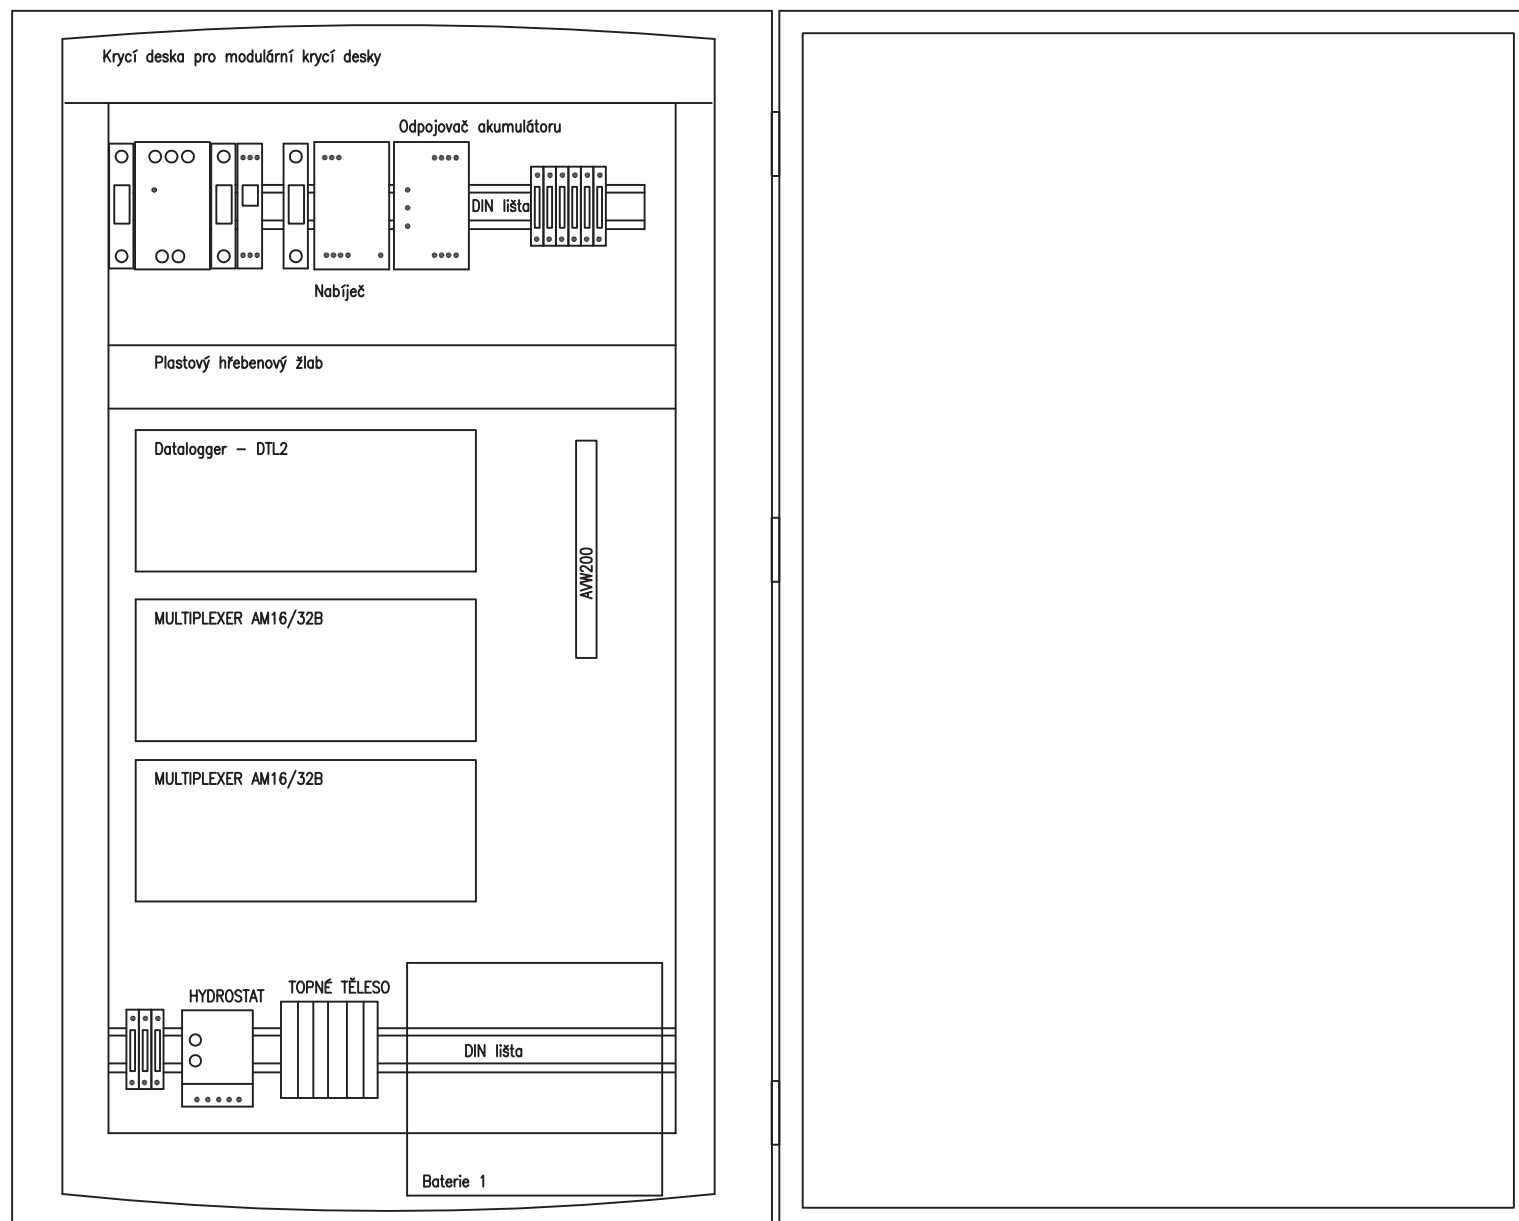 Krycí deska pro modulární krycí desky
Odpojovač akumulátoru
DIN lišta
Nabíječ
Plastový hřebenový žlab
Datalogger – DTL2
AVW200
MULTIPLEXER AM16/32B
MULTIPLEXER AM16/32B
HYDROSTAT
TOPNÉ TĚLESO
DIN lišta
Baterie 1